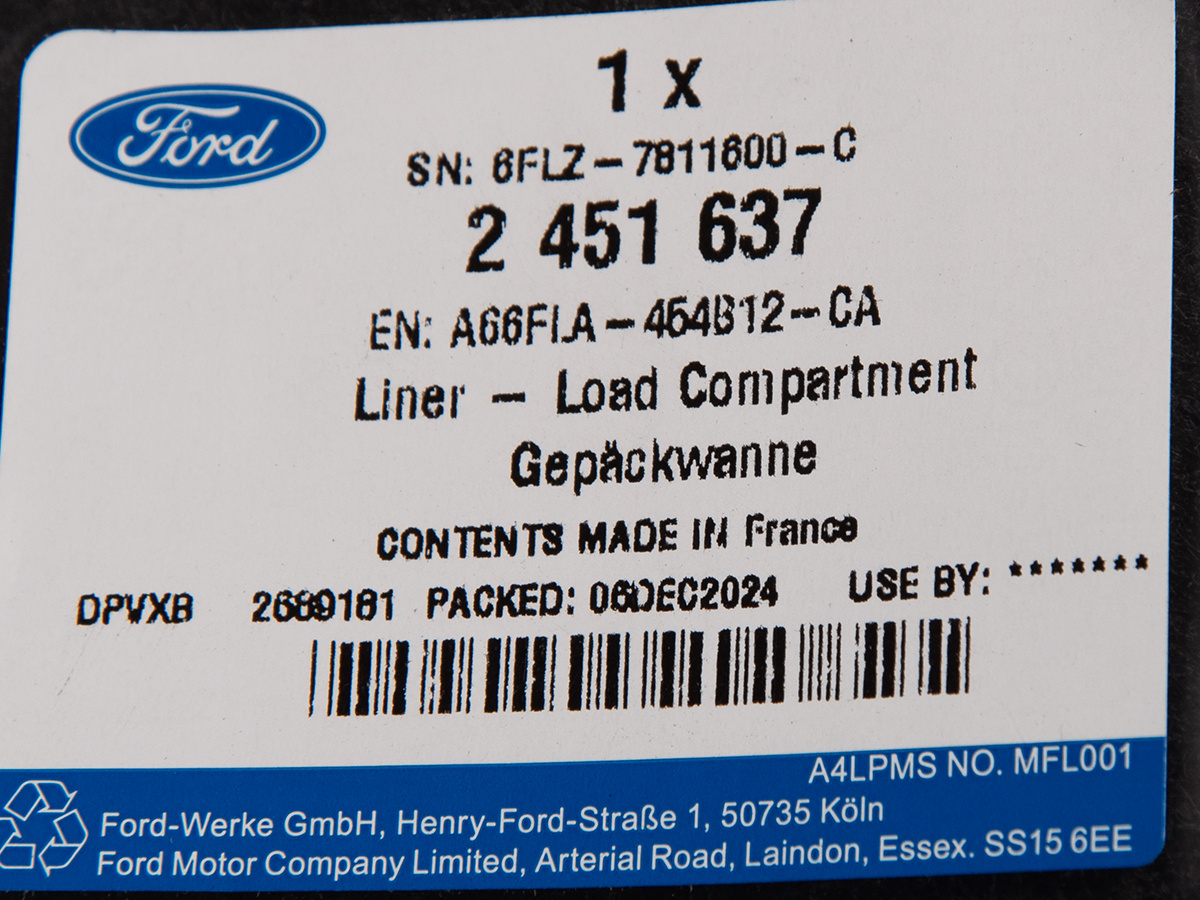 Ford
1 x
SN: 6FLZ-7811600-C
2 451 637
EN: A66FLA-454B12-CA
Liner - Load Compartment
Gepäckwanne
CONTENTS MADE IN France
DPVXB PACKED: 06DEC2024 USE BY: *******
A4LPMS NO. MFL001
Ford-Werke GmbH, Henry-Ford-Straße 1, 50735 Köln
Ford Motor Company Limited, Arterial Road, Laindon, Essex. SS15 6EE